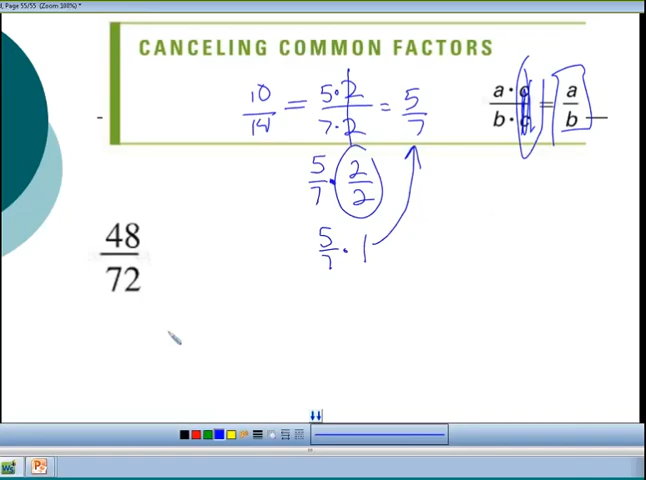 d, Page 55/55 (Zoom 100%) *
CANCELING COMMON FACTORS
10/14 = 5·2/7·2 = 5/7
a · c/b · c = a/b
5/7 · 2/2
5/7 · 1
48/72